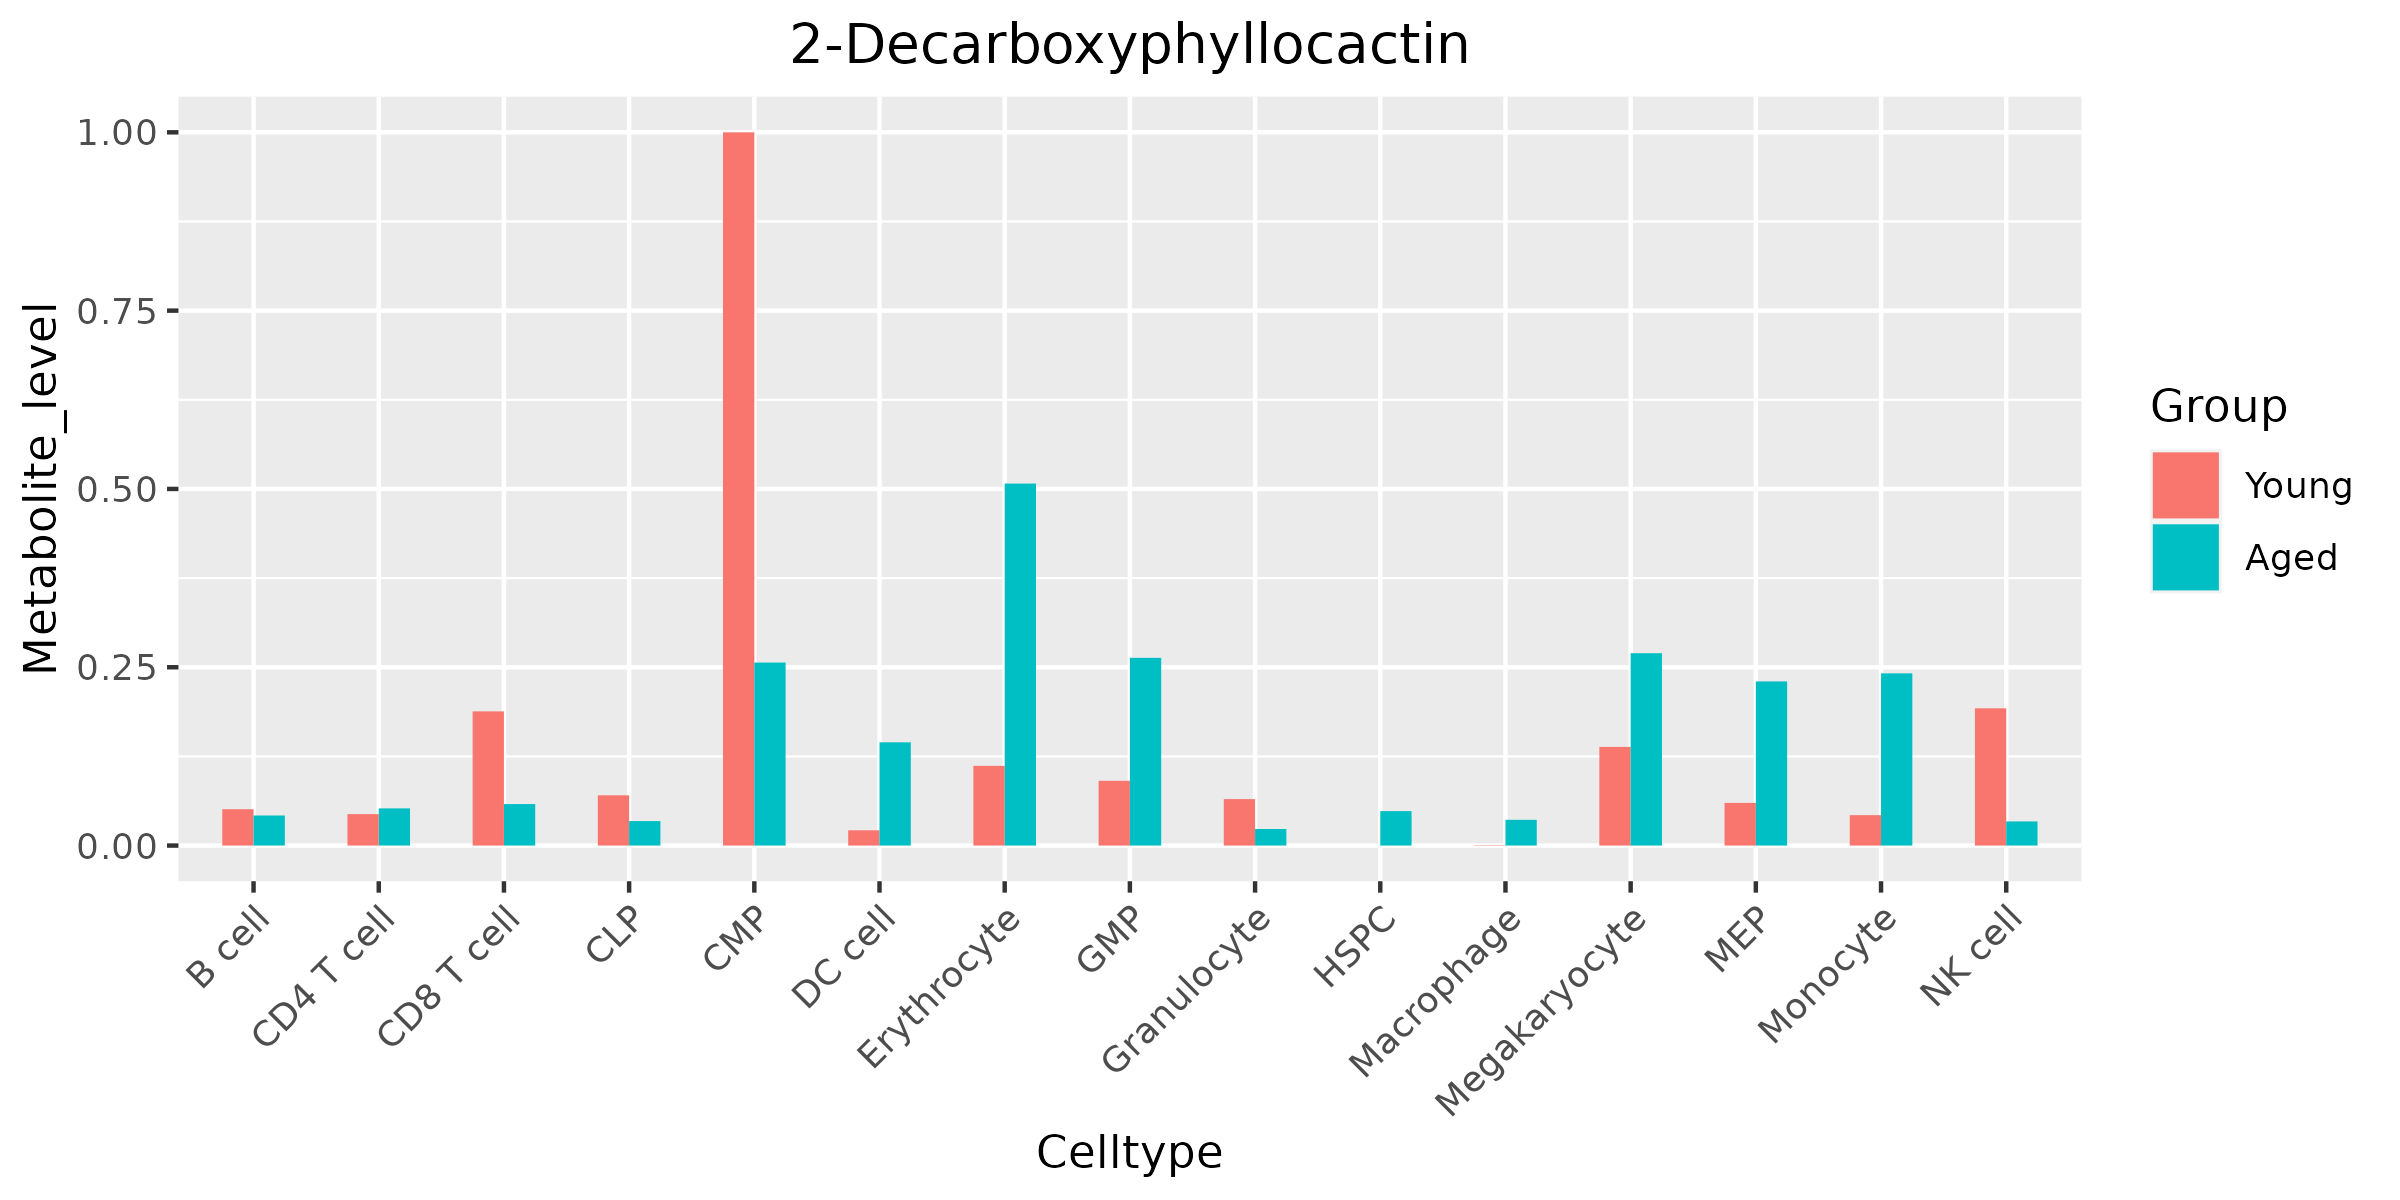 2-Decarboxyphyllocactin
Metabolite_level
1.00
0.75
0.50
0.25
0.00
B cell
CD4 T cell
CD8 T cell
CLP
CMP
DC cell
Erythrocyte
GMP
Granulocyte
HSPC
Macrophage
Megakaryocyte
MEP
Monocyte
NK cell
Celltype
Group
Young
Aged